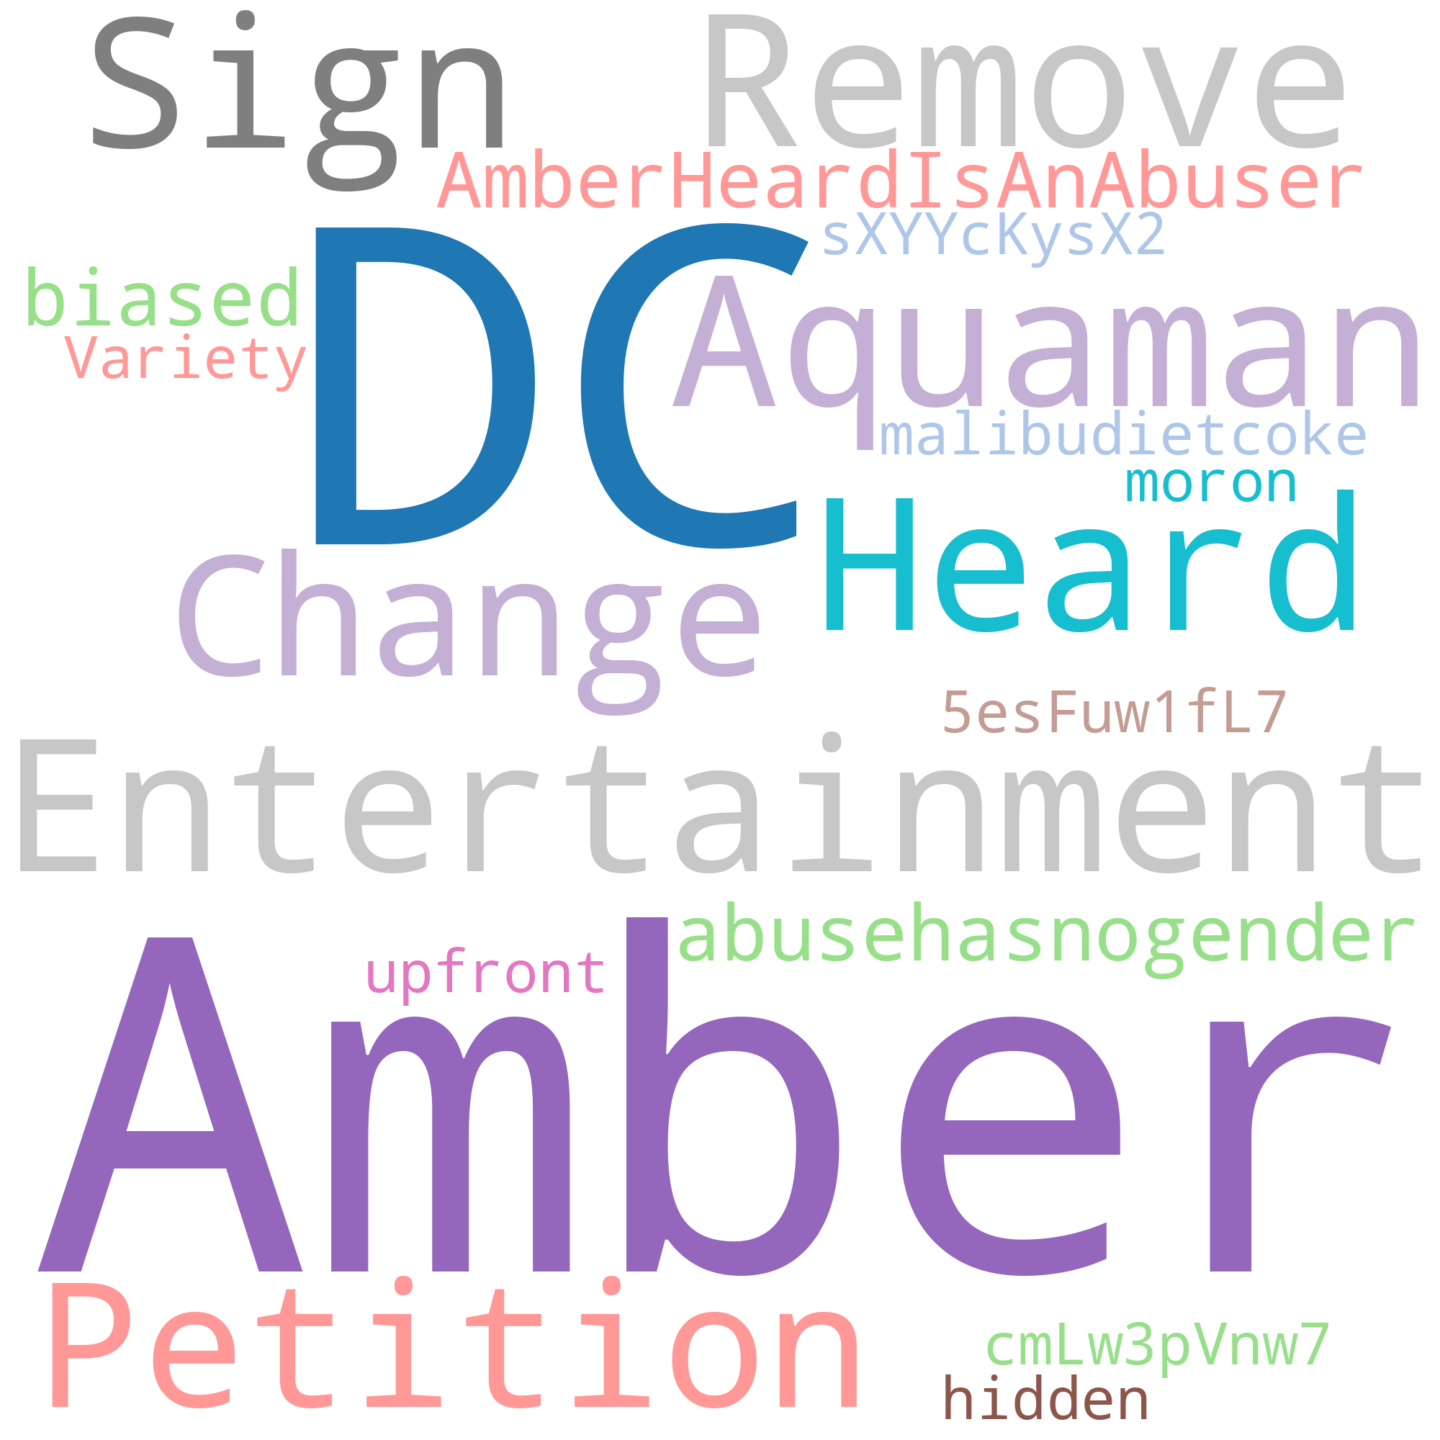 Sign Remove
AmberHeardIsAnAbuser
sXYYcKysX2
biased DC Aquaman
Variety
malibudietcoke
moron
Heard
Change
5esFuw1fL7
Entertainment
abusehasnogender
upfront
Amber
Petition
cmLw3pVnw7
hidden